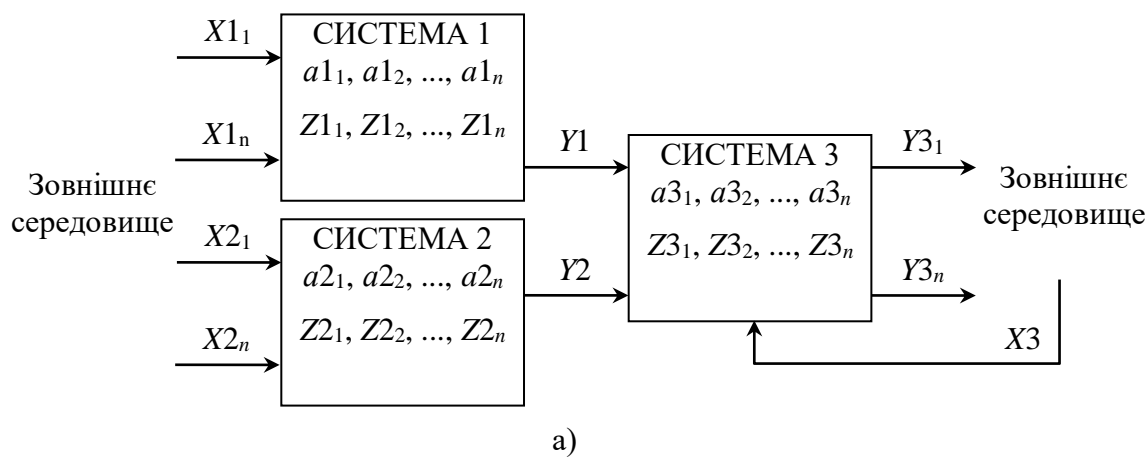 X1₁
СИСТЕМА 1
a1₁, a1₂, ..., a1ₙ
Z1₁, Z1₂, ..., Z1ₙ
X1ₙ
Y1
Зовнішнє
середовище
X2₁
СИСТЕМА 2
a2₁, a2₂, ..., a2ₙ
Z2₁, Z2₂, ..., Z2ₙ
X2ₙ
Y2
СИСТЕМА 3
a3₁, a3₂, ..., a3ₙ
Z3₁, Z3₂, ..., Z3ₙ
Y3₁
Зовнішнє
середовище
Y3ₙ
X3
а)